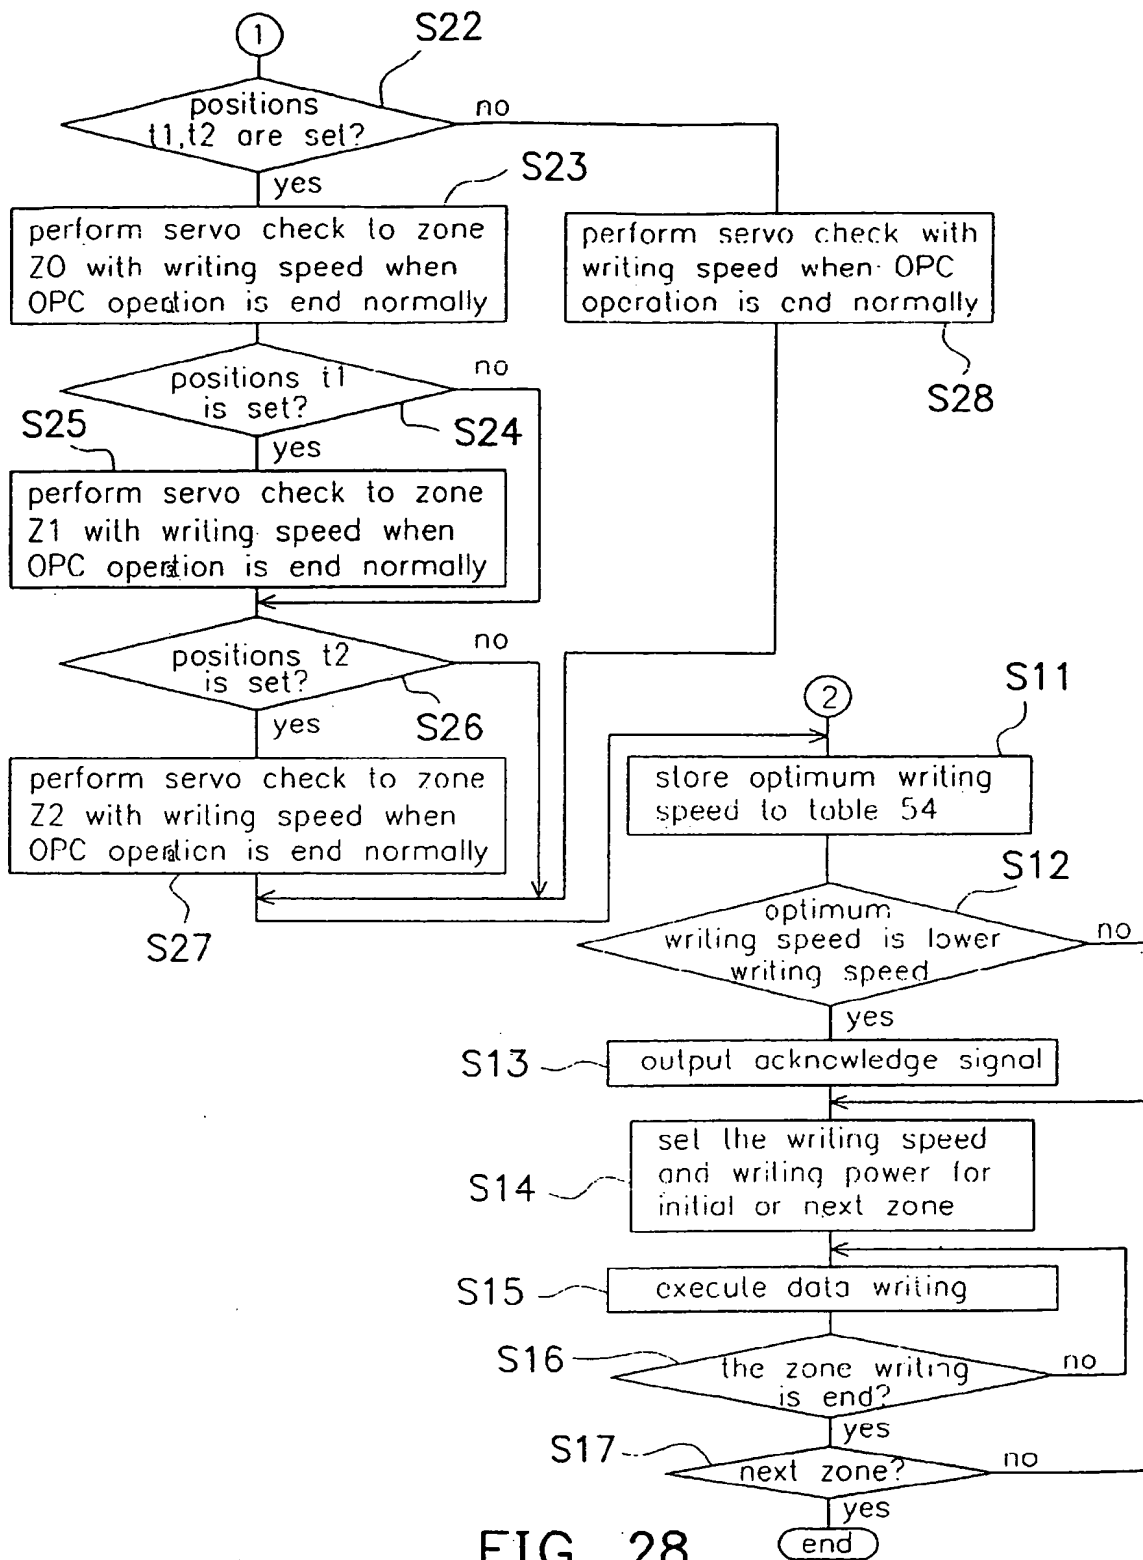 1
S22
positions
t1,t2 are set?
no
yes
S23
perform servo check to zone
Z0 with writing speed when
OPC operation is end normally
perform servo check with
writing speed when OPC
operation is end normally
S28
positions t1
is set?
no
S24
yes
S25
perform servo check to zone
Z1 with writing speed when
OPC operation is end normally
positions t2
is set?
no
S26
yes
perform servo check to zone
Z2 with writing speed when
OPC operation is end normally
S27
2
S11
store optimum writing
speed to table 54
S12
optimum
writing speed is lower
writing speed
no
yes
S13
output acknowledge signal
set the writing speed
and writing power for
initial or next zone
S14
S15
execute data writing
S16
the zone writing
is end?
no
yes
S17
next zone?
no
yes
end
FIG. 28